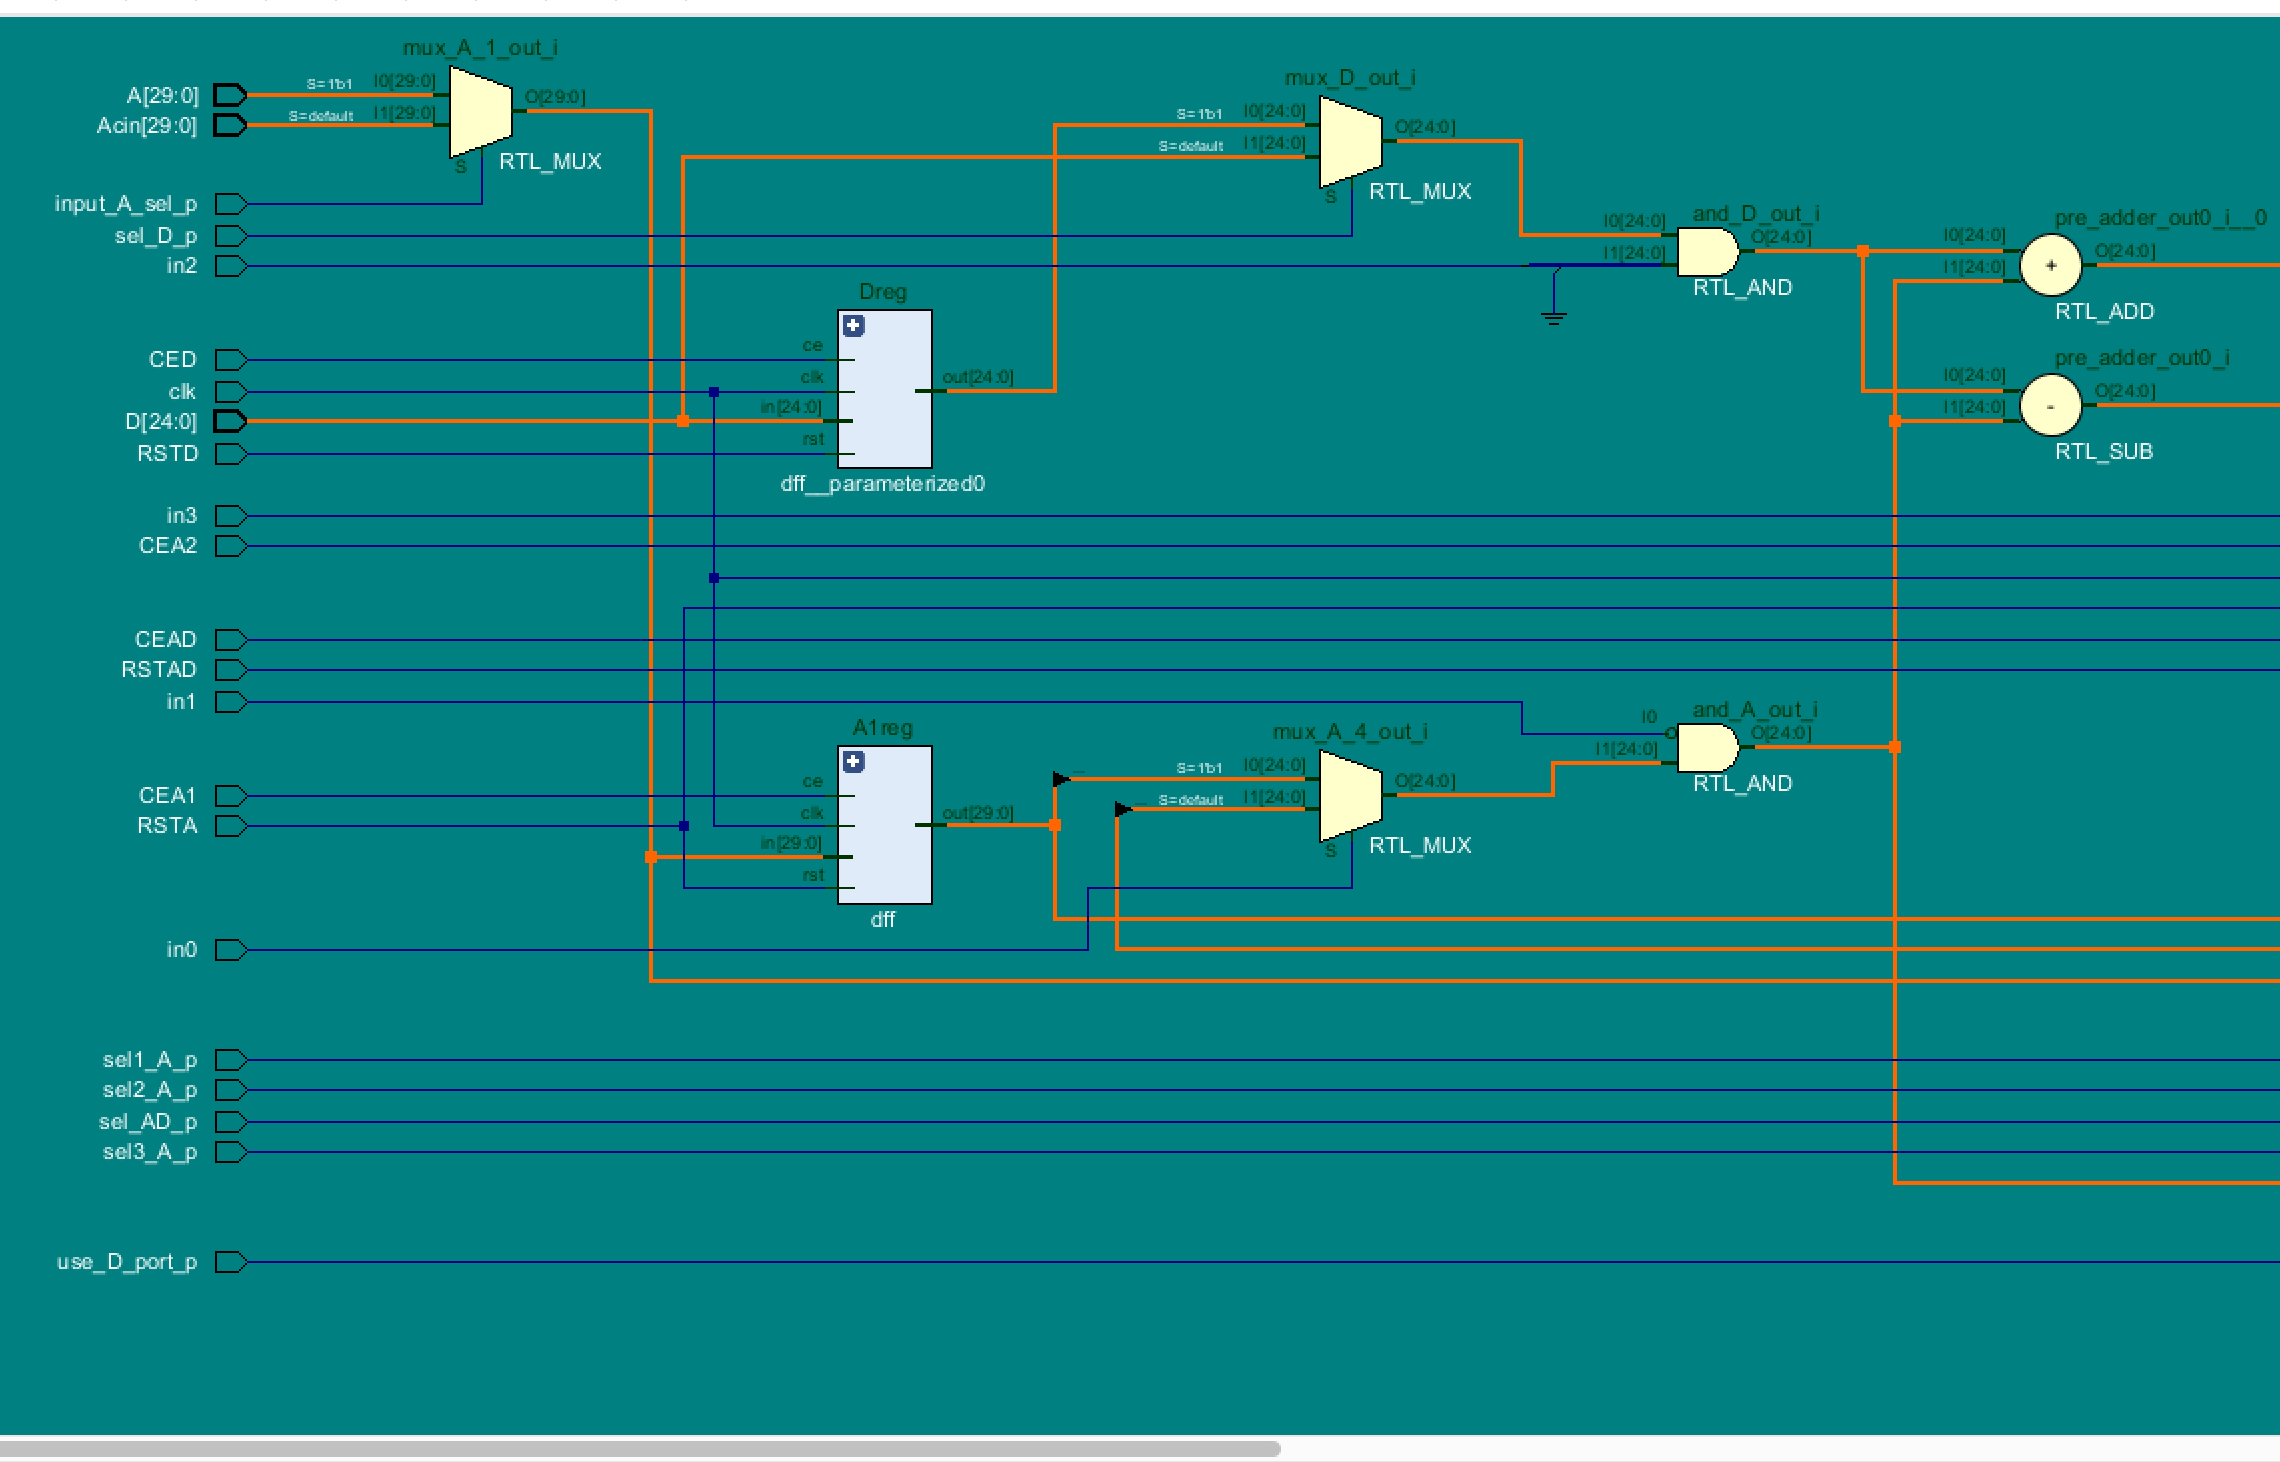 mux_A_1_out_i
A[29:0] S=1'b1 I0[29:0] O[29:0]
Acin[29:0] S=default I1[29:0]
S RTL_MUX
mux_D_out_i
S=1'b1 I0[24:0] O[24:0]
S=default I1[24:0]
S RTL_MUX
input_A_sel_p
sel_D_p
in2
I0[24:0] and_D_out_i
I1[24:0] O[24:0]
RTL_AND
pre_adder_out0_i__0
I0[24:0] O[24:0]
I1[24:0] +
RTL_ADD
Dreg
CED ce
clk clk out[24:0]
D[24:0] in[24:0]
RSTD rst
dff__parameterized0
pre_adder_out0_i
I0[24:0] O[24:0]
I1[24:0] -
RTL_SUB
in3
CEA2
CEAD
RSTAD
in1
A1reg
CEA1 ce
RSTA clk out[29:0]
in[29:0]
rst
dff
mux_A_4_out_i
S=1'b1 I0[24:0] O[24:0]
S=default I1[24:0]
S RTL_MUX
I0 and_A_out_i
I1[24:0] O[24:0]
RTL_AND
in0
sel1_A_p
sel2_A_p
sel_AD_p
sel3_A_p
use_D_port_p